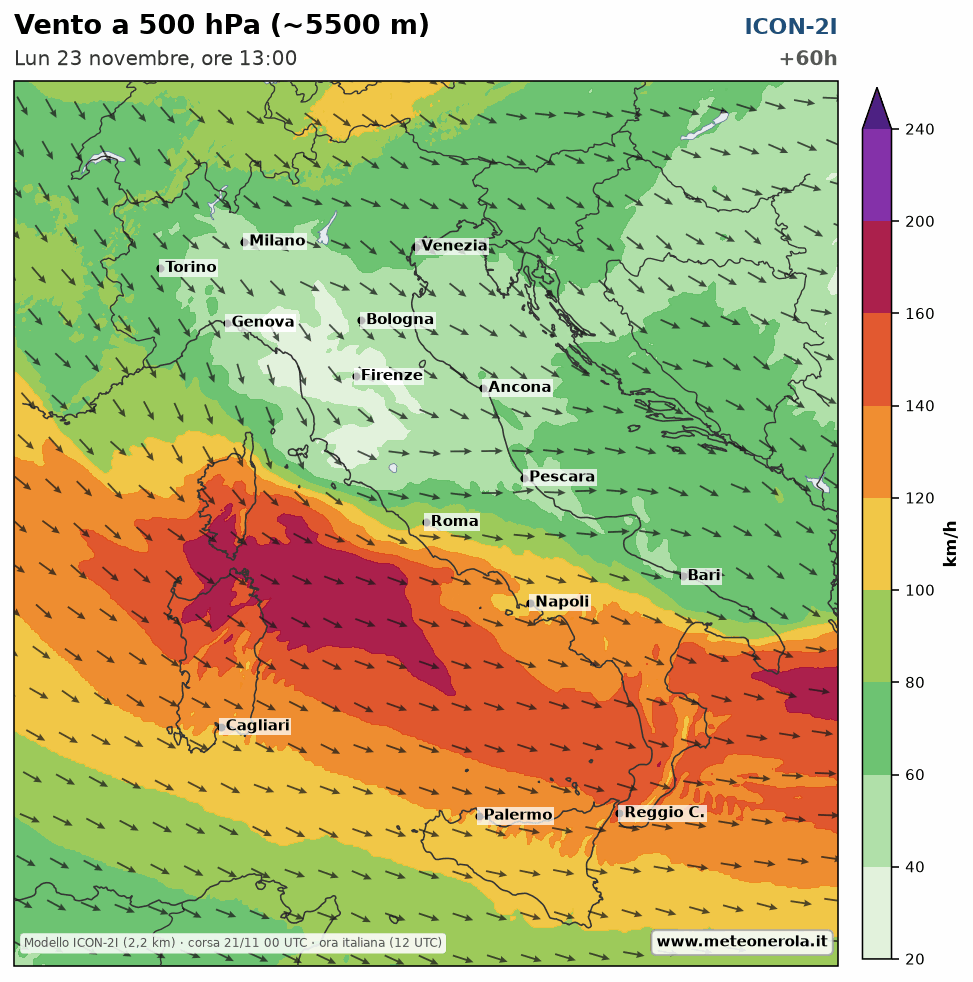 Vento a 500 hPa (~5500 m)
ICON-2I
Lun 23 novembre, ore 13:00
+60h
Milano
Venezia
Torino
Genova
Bologna
Firenze
Ancona
Pescara
Roma
Bari
Napoli
Cagliari
Palermo
Reggio C.
240
200
160
140
120
100
80
60
40
20
km/h
Modello ICON-2I (2,2 km) · corsa 21/11 00 UTC · ora italiana (12 UTC)
www.meteonerola.it